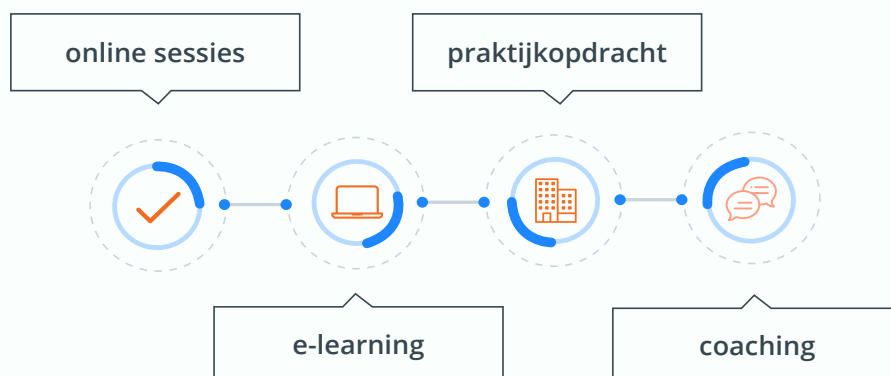 online sessies
praktijkopdracht
e-learning
coaching